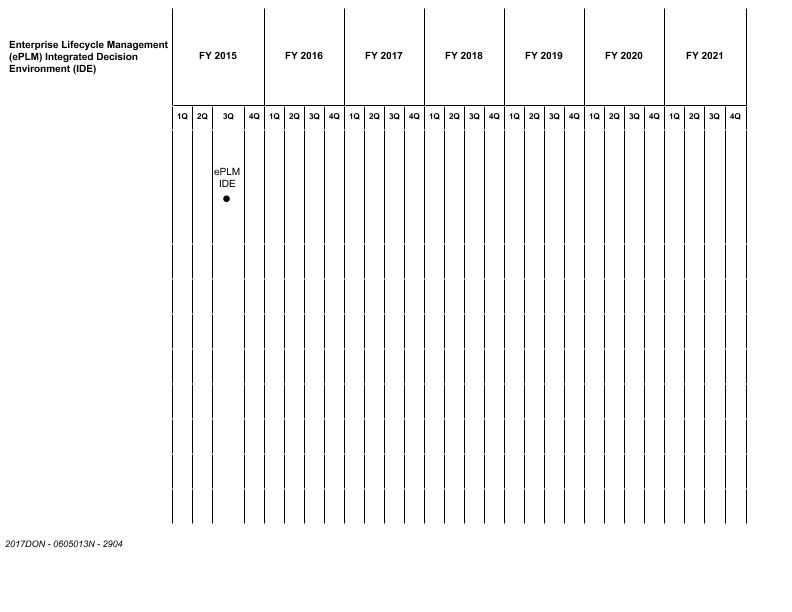 Enterprise Lifecycle Management
(ePLM) Integrated Decision
Environment (IDE)
FY 2015 FY 2016 FY 2017 FY 2018 FY 2019 FY 2020 FY 2021
1Q 2Q 3Q 4Q 1Q 2Q 3Q 4Q 1Q 2Q 3Q 4Q 1Q 2Q 3Q 4Q 1Q 2Q 3Q 4Q 1Q 2Q 3Q 4Q 1Q 2Q 3Q 4Q
ePLM
IDE
2017DON - 0605013N - 2904